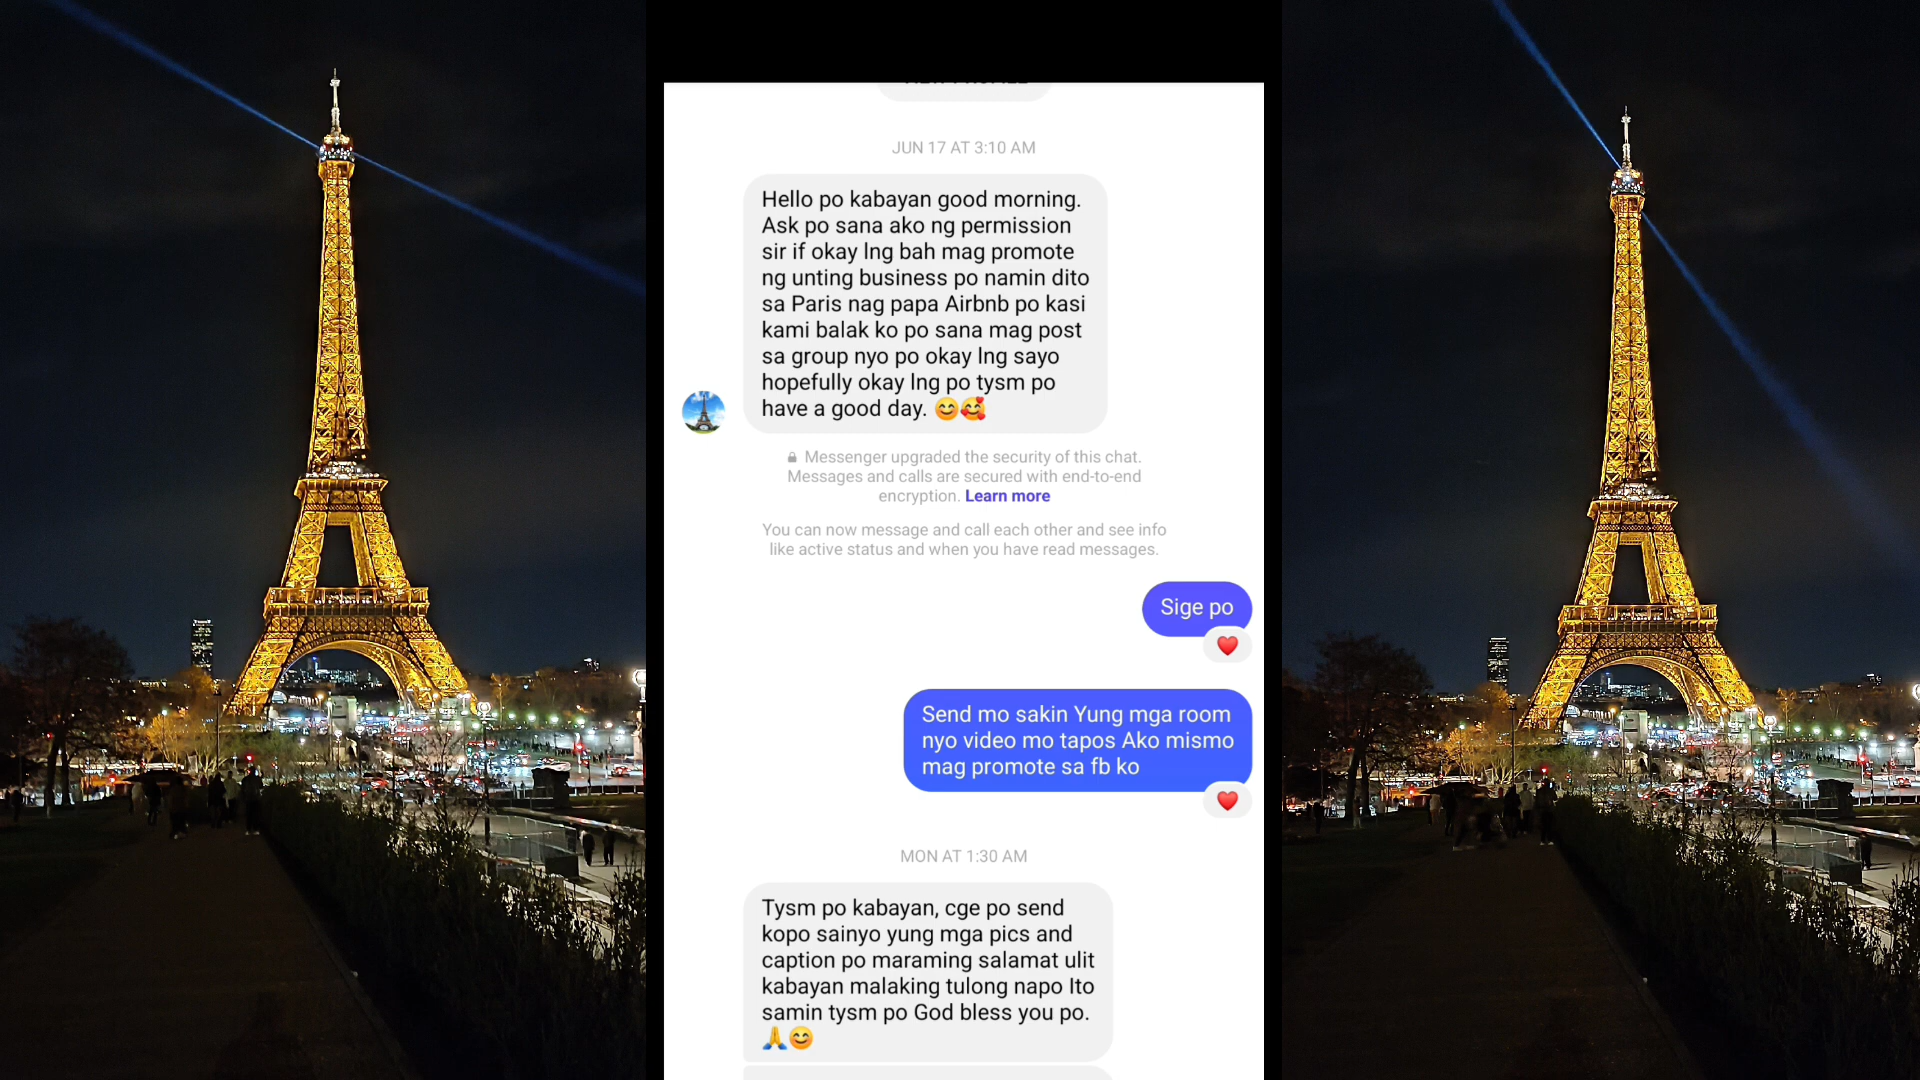 JUN 17 AT 3:10 AM
Hello po kabayan good morning.
Ask po sana ako ng permission
sir if okay lng bah mag promote
ng unting business po namin dito
sa Paris nag papa Airbnb po kasi
kami balak ko po sana mag post
sa group nyo po okay lng sayo
hopefully okay lng po tysm po
have a good day. 😊🥰
Messenger upgraded the security of this chat.
Messages and calls are secured with end-to-end
encryption. Learn more
You can now message and call each other and see info
like active status and when you have read messages.
Sige po
Send mo sakin Yung mga room
nyo video mo tapos Ako mismo
mag promote sa fb ko
MON AT 1:30 AM
Tysm po kabayan, cge po send
kopo sainyo yung mga pics and
caption po maraming salamat ulit
kabayan malaking tulong napo Ito
samin tysm po God bless you po.
🙏😊